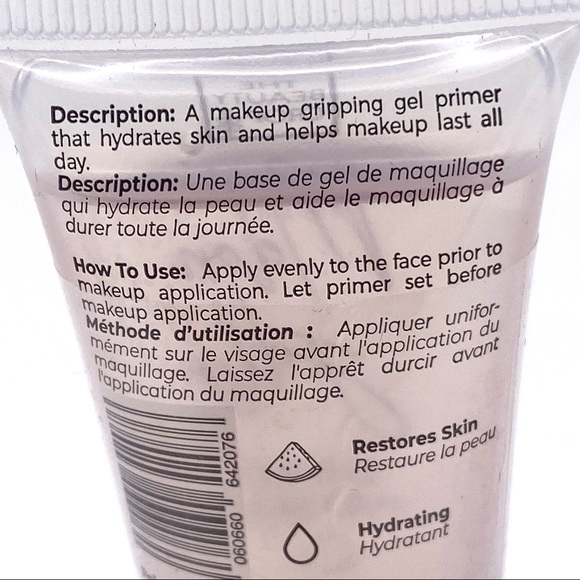 Description: A makeup gripping gel primer
that hydrates skin and helps makeup last all
day.
Description: Une base de gel de maquillage
qui hydrate la peau et aide le maquillage à
durer toute la journée.
How To Use: Apply evenly to the face prior to
makeup application. Let primer set before
makeup application.
Méthode d'utilisation : Appliquer unifor-
mément sur le visage avant l'application du
maquillage. Laissez l'apprêt durcir avant
l'application du maquillage.
Restores Skin
Restaure la peau
Hydrating
Hydratant
060660 642076